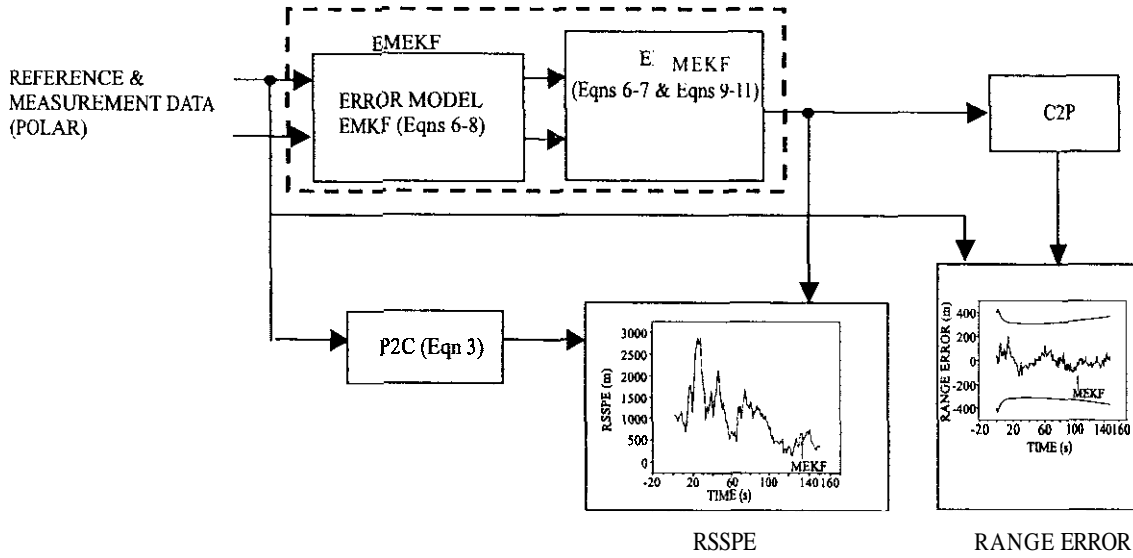 EMEKF
REFERENCE &
MEASUREMENT DATA
(POLAR)
ERROR MODEL
EMKF (Eqns 6-8)
E MEKF
(Eqns 6-7 & Eqns 9-11)
C2P
P2C (Eqn 3)
RSSPE (m)
3000
2500
2000
1500
1000
500
0
MEKF
-20 20 60 100 140 160
TIME (s)
RSSPE
RANGE ERROR (m)
400
200
0
-200
-400
MEKF
-20 20 60 100 140 160
TIME (s)
RANGE ERROR